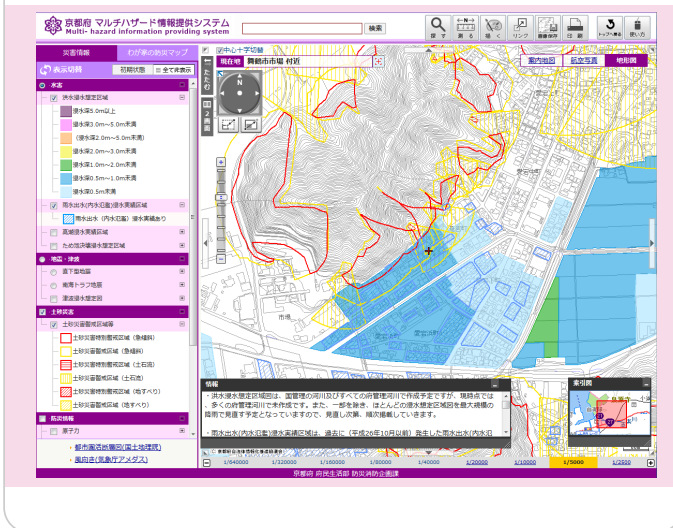 京都府 マルチハザード情報提供システム
Multi- hazard information providing system
検索
探す
戻る
描く
リンク
画像保存
印刷
トップへ戻る
使い方
災害情報
わが家の防災マップ
表示切替
初期状態
全て非表示
水害
洪水浸水想定区域
浸水深5.0m以上
浸水深3.0m～5.0m未満
（浸水深2.0m～5.0m未満）
浸水深2.0m～3.0m未満
浸水深1.0m～2.0m未満
浸水深0.5m～1.0m未満
浸水深0.5m未満
雨水出水(内水氾濫)浸水実績区域
雨水出水（内水氾濫）浸水実績あり
高潮浸水実績区域
ため池決壊浸水想定区域
地震・津波
直下型地震
南海トラフ地震
津波浸水想定図
土砂災害
土砂災害警戒区域等
土砂災害特別警戒区域（急傾斜）
土砂災害警戒区域（急傾斜）
土砂災害特別警戒区域（土石流）
土砂災害警戒区域（土石流）
土砂災害特別警戒区域（地すべり）
土砂災害警戒区域（地すべり）
防災情報
原子力
都市圏活断層図(国土地理院)
風向き(気象庁アメダス)
中心十字切替
現在地 舞鶴市市場 付近
案内地図
航空写真
地形図
たたむ
2画面
N
市場
情報
・洪水浸水想定区域図は、国管理の河川及びすべての府管理河川で作成予定ですが、現時点では
、多くの府管理河川で未作成です。また、一部を除き、ほとんどの浸水想定区域図を最大規模の
降雨で見直す予定となっていますので、見直し次第、順次掲載していきます。
・雨水出水(内水氾濫)浸水実績区域は、過去に（平成26年10月以前）発生した雨水出水(内水氾
索引図
27
1/640000
1/320000
1/160000
1/80000
1/40000
1/20000
1/10000
1/5000
1/2500
京都府 府民生活部 防災消防企画課